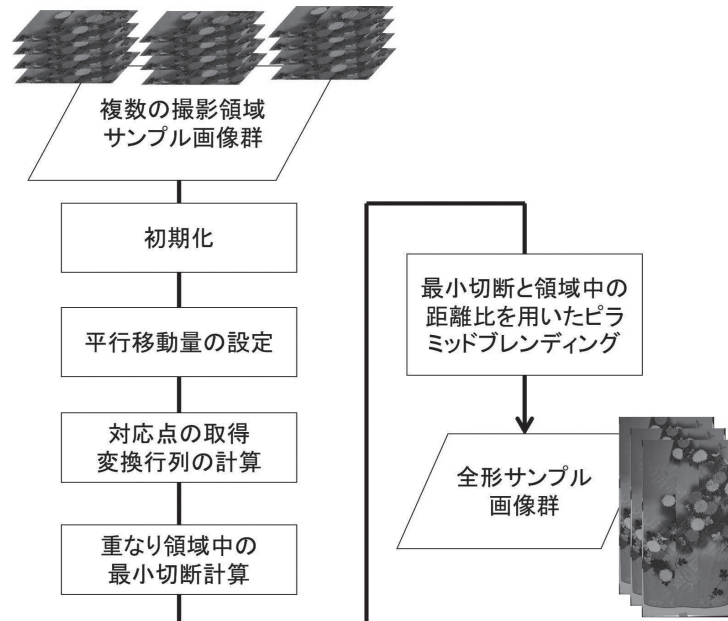 複数の撮影領域
サンプル画像群
初期化
平行移動量の設定
対応点の取得
変換行列の計算
重なり領域中の
最小切断計算
最小切断と領域中の
距離比を用いたピラ
ミッドブレンディング
全形サンプル
画像群